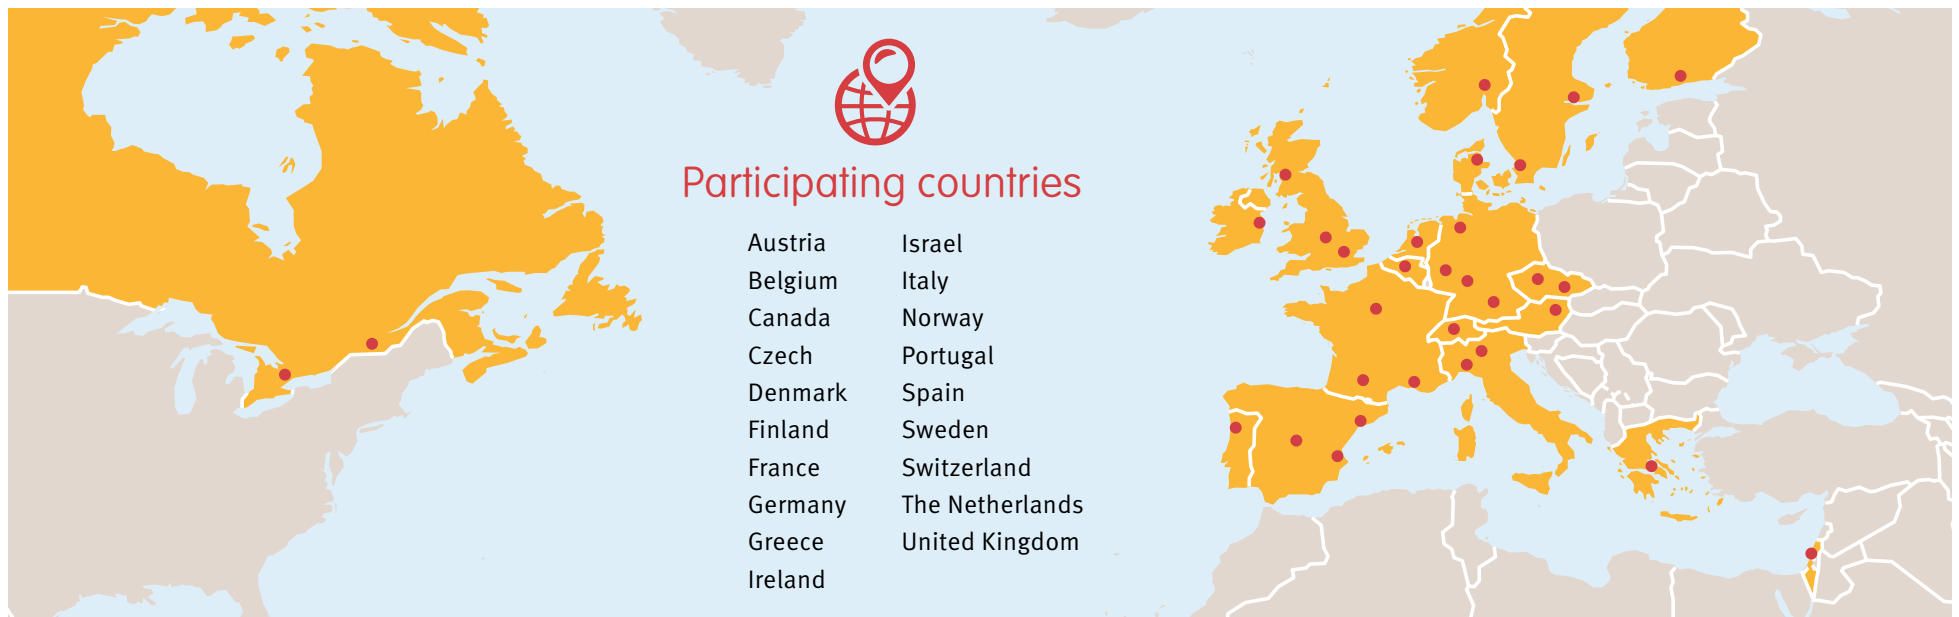 Participating countries
Austria
Belgium
Canada
Czech
Denmark
Finland
France
Germany
Greece
Ireland
Israel
Italy
Norway
Portugal
Spain
Sweden
Switzerland
The Netherlands
United Kingdom